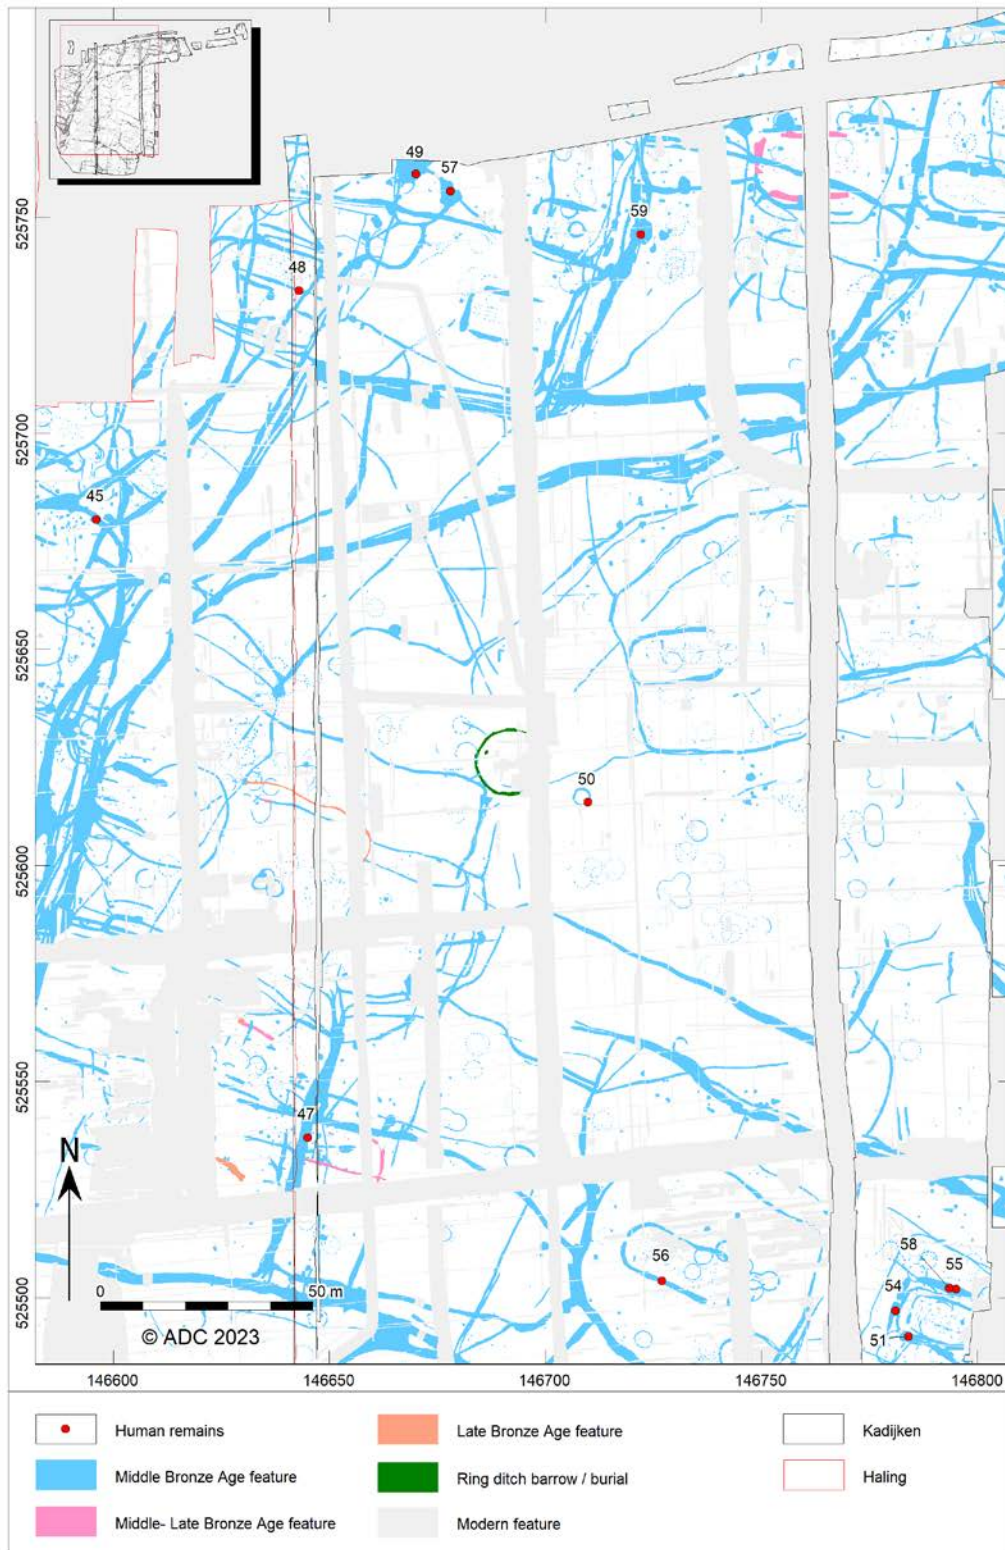 49
57
59
48
45
50
47
56
58
55
54
51
525750
525700
525650
525600
525550
525500
N
0 50 m
© ADC 2023
146600 146650 146700 146750 146800
Human remains
Middle Bronze Age feature
Middle- Late Bronze Age feature
Late Bronze Age feature
Ring ditch barrow / burial
Modern feature
Kadijken
Haling